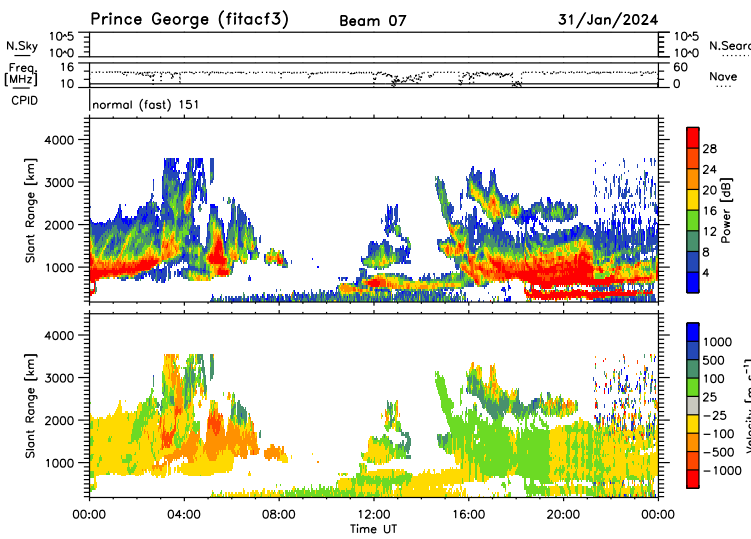 Prince George (fitacf3) Beam 07 31/Jan/2024
N.Sky 10^5 10^0 10^5 10^0 N.Sear
Freq. [MHz] 16 10 60 0 Nave
CPID normal (fast) 151
Slant Range [km] 4000 3000 2000 1000
Power [dB] 28 24 20 16 12 8 4
Slant Range [km] 4000 3000 2000 1000
Velocity [m s⁻¹] 1000 500 100 25 −25 −100 −500 −1000
00:00 04:00 08:00 12:00 16:00 20:00 00:00
Time UT